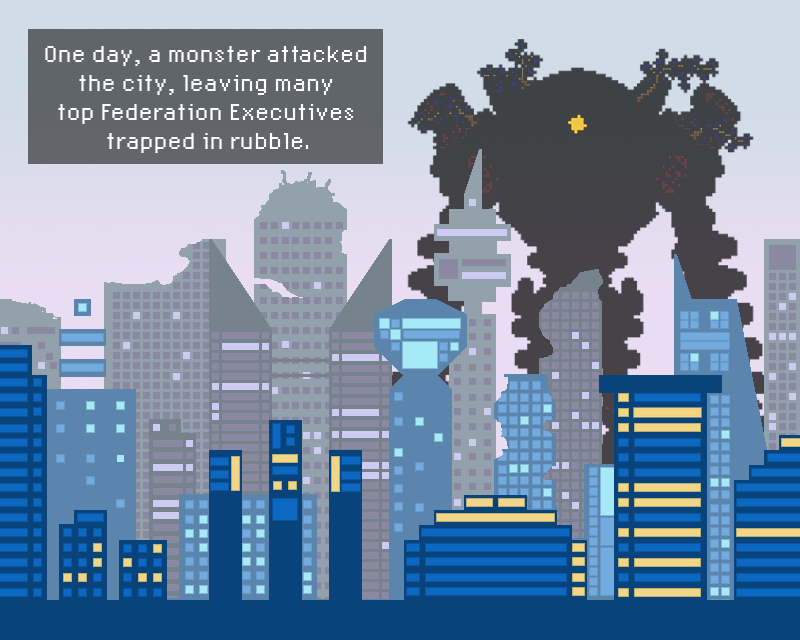 One day, a monster attacked
the city, leaving many
top Federation Executives
trapped in rubble.